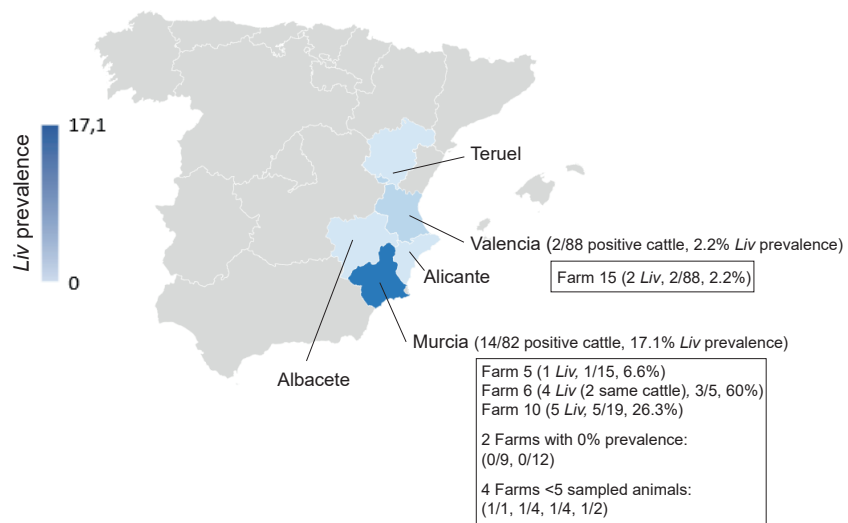 17,1
Liv prevalence
0
Teruel
Valencia (2/88 positive cattle, 2.2% Liv prevalence)
Farm 15 (2 Liv, 2/88, 2.2%)
Alicante
Murcia (14/82 positive cattle, 17.1% Liv prevalence)
Albacete
Farm 5 (1 Liv, 1/15, 6.6%)
Farm 6 (4 Liv (2 same cattle), 3/5, 60%)
Farm 10 (5 Liv, 5/19, 26.3%)
2 Farms with 0% prevalence:
(0/9, 0/12)
4 Farms <5 sampled animals:
(1/1, 1/4, 1/4, 1/2)